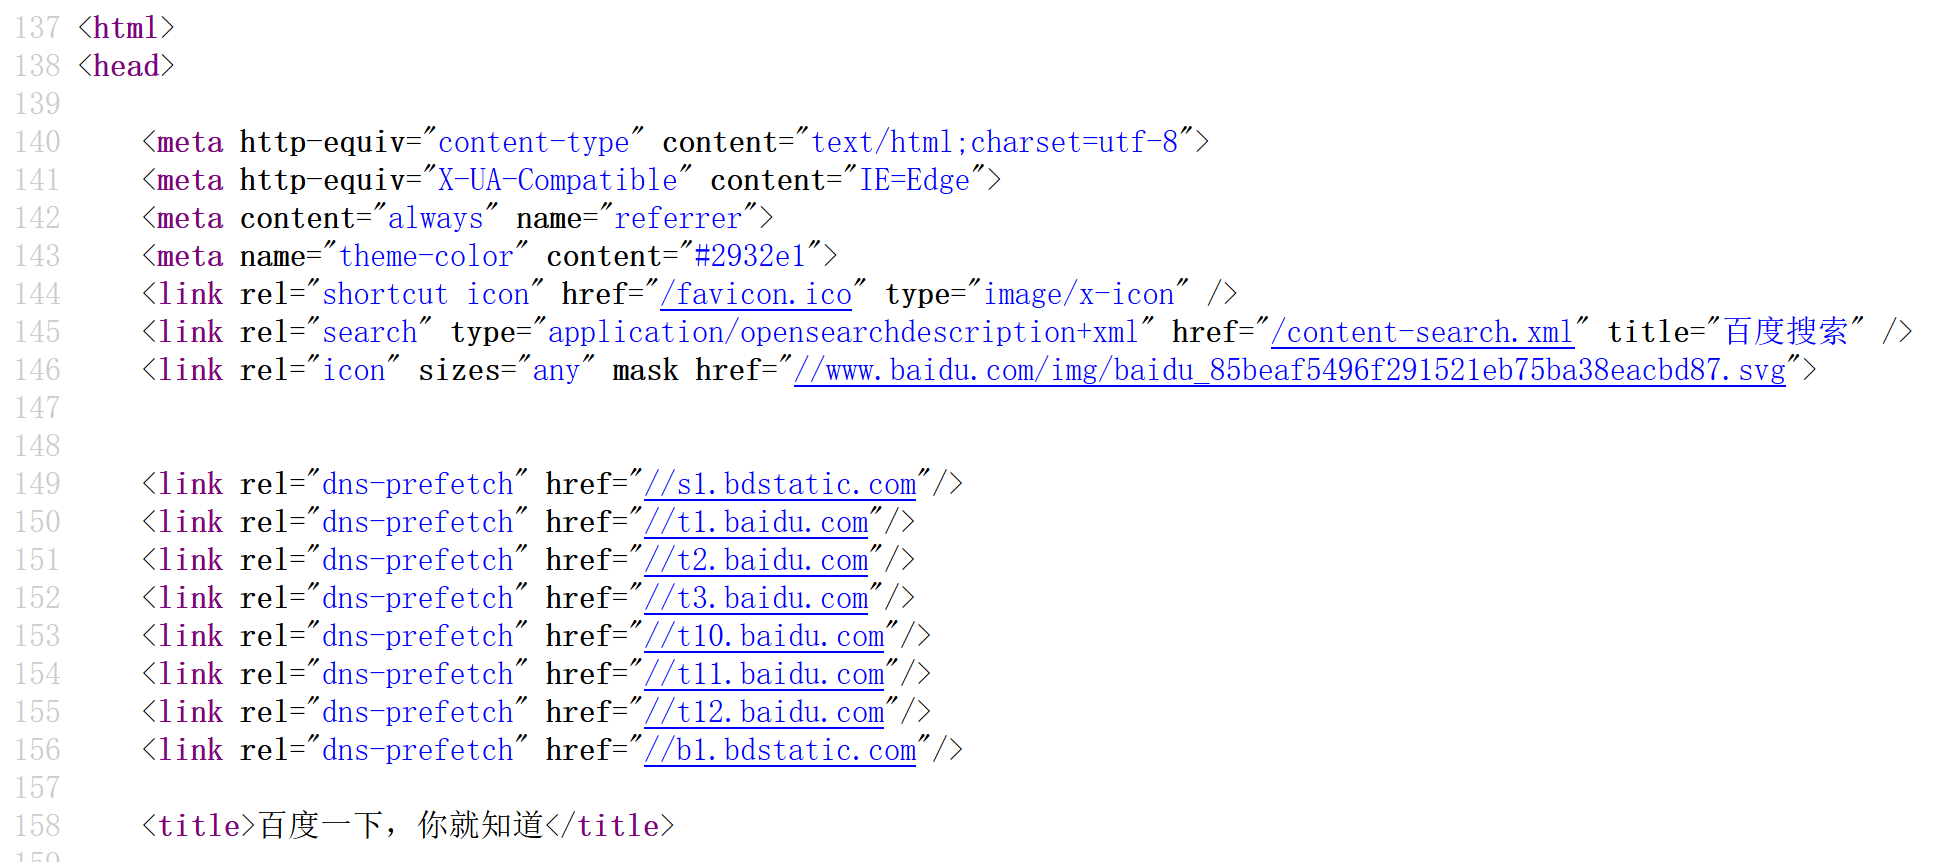 137 <html>
138 <head>
139
140     <meta http-equiv="content-type" content="text/html;charset=utf-8">
141     <meta http-equiv="X-UA-Compatible" content="IE=Edge">
142     <meta content="always" name="referrer">
143     <meta name="theme-color" content="#2932e1">
144     <link rel="shortcut icon" href="/favicon.ico" type="image/x-icon" />
145     <link rel="search" type="application/opensearchdescription+xml" href="/content-search.xml" title="百度搜索" />
146     <link rel="icon" sizes="any" mask href="//www.baidu.com/img/baidu_85beaf5496f291521eb75ba38eacbd87.svg">
147
148
149     <link rel="dns-prefetch" href="//s1.bdstatic.com"/>
150     <link rel="dns-prefetch" href="//t1.baidu.com"/>
151     <link rel="dns-prefetch" href="//t2.baidu.com"/>
152     <link rel="dns-prefetch" href="//t3.baidu.com"/>
153     <link rel="dns-prefetch" href="//t10.baidu.com"/>
154     <link rel="dns-prefetch" href="//t11.baidu.com"/>
155     <link rel="dns-prefetch" href="//t12.baidu.com"/>
156     <link rel="dns-prefetch" href="//b1.bdstatic.com"/>
157
158     <title>百度一下，你就知道</title>
159